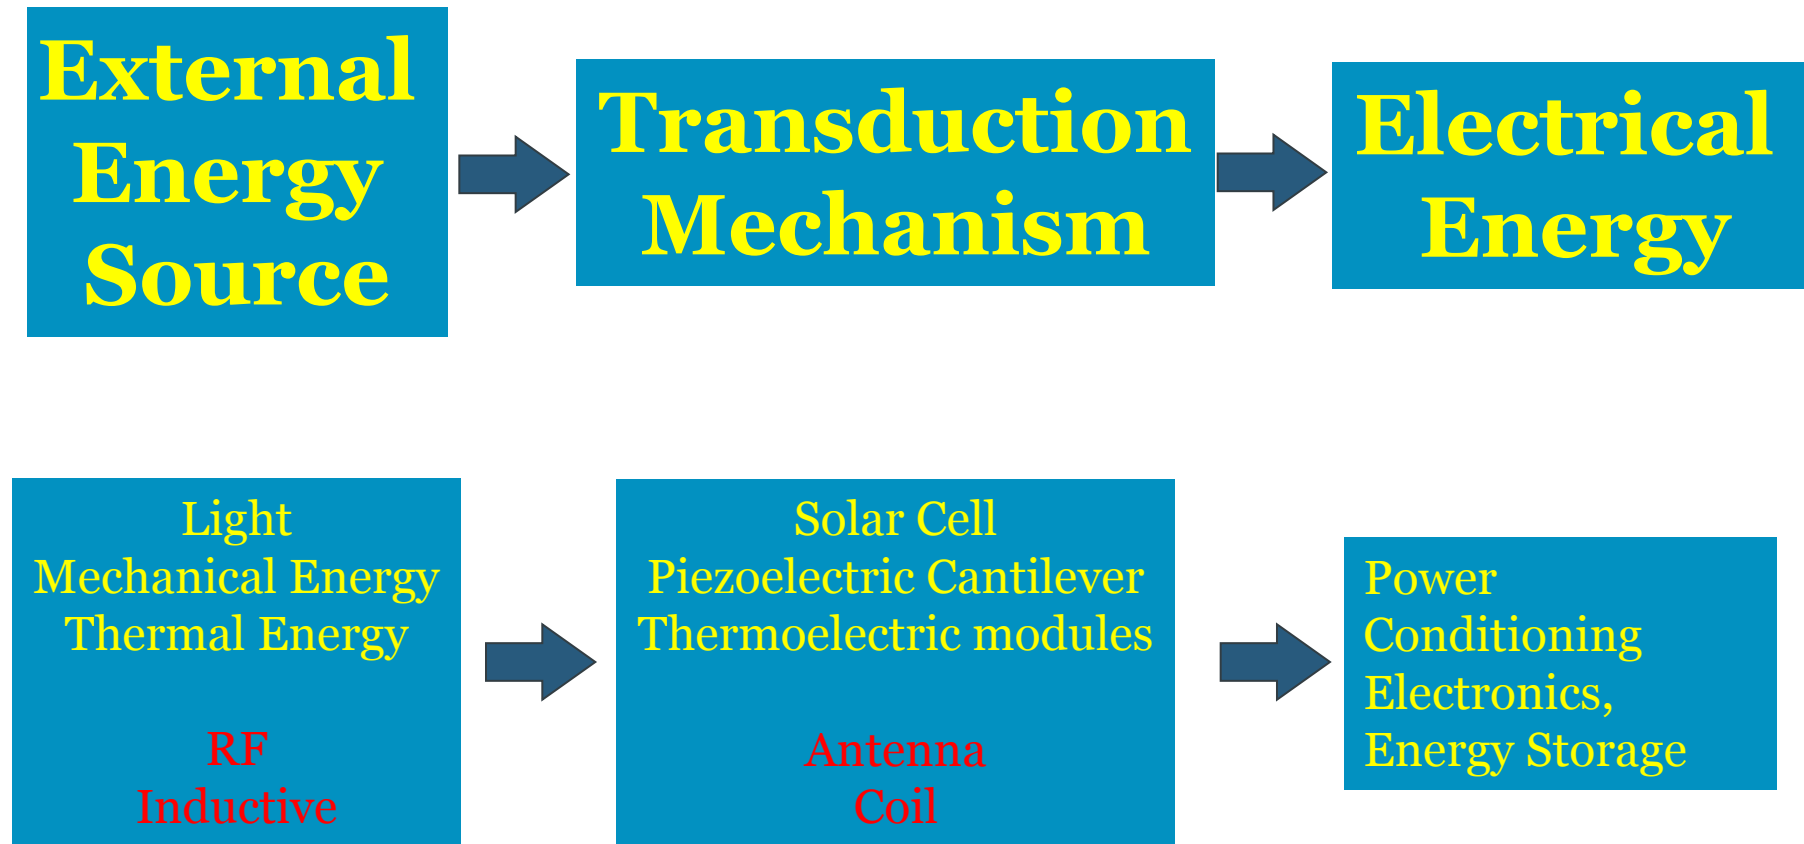 External
Energy
Source
Transduction
Mechanism
Electrical
Energy
Light
Mechanical Energy
Thermal Energy
RF
Inductive
Solar Cell
Piezoelectric Cantilever
Thermoelectric modules
Antenna
Coil
Power
Conditioning
Electronics,
Energy Storage